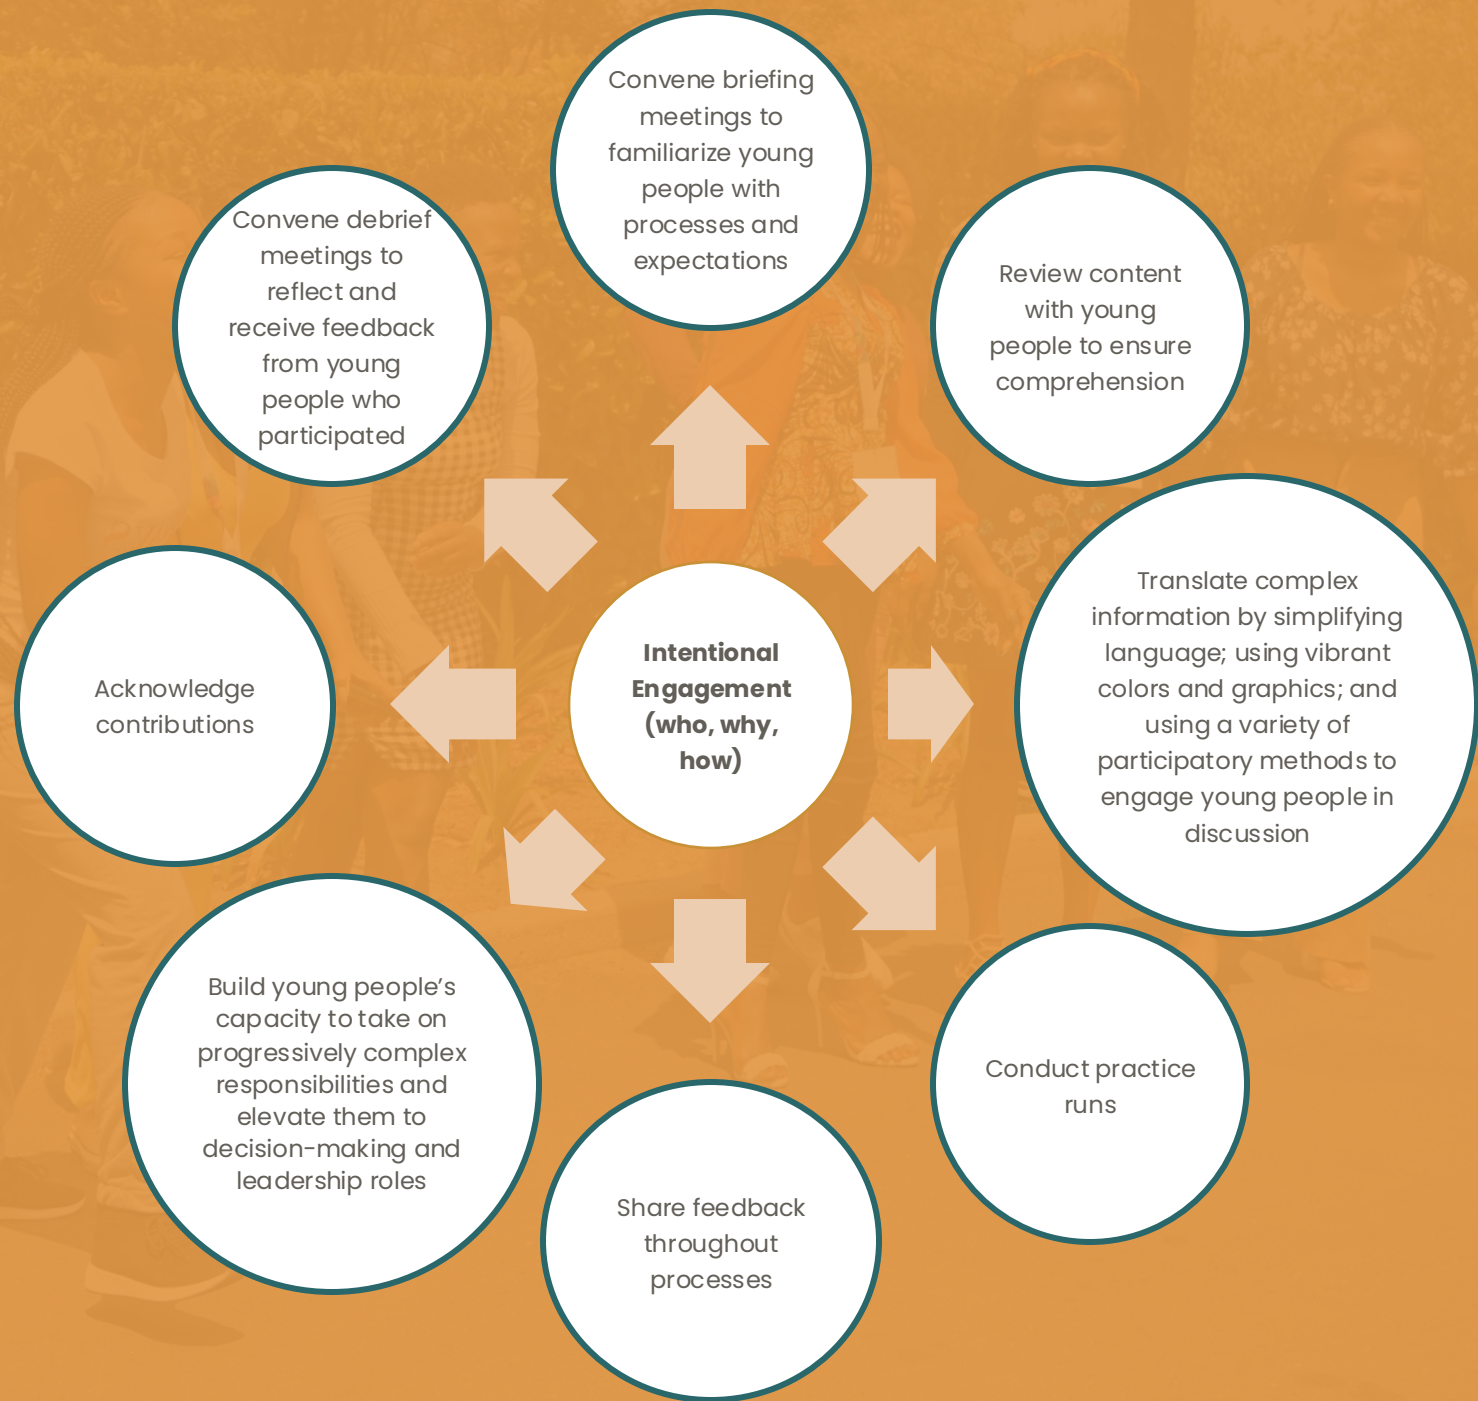 Convene briefing
meetings to
familiarize young
people with
processes and
expectations
Review content
with young
people to ensure
comprehension
Translate complex
information by simplifying
language; using vibrant
colors and graphics; and
using a variety of
participatory methods to
engage young people in
discussion
Conduct practice
runs
Share feedback
throughout
processes
Build young people’s
capacity to take on
progressively complex
responsibilities and
elevate them to
decision-making and
leadership roles
Acknowledge
contributions
Convene debrief
meetings to
reflect and
receive feedback
from young
people who
participated
Intentional
Engagement
(who, why,
how)